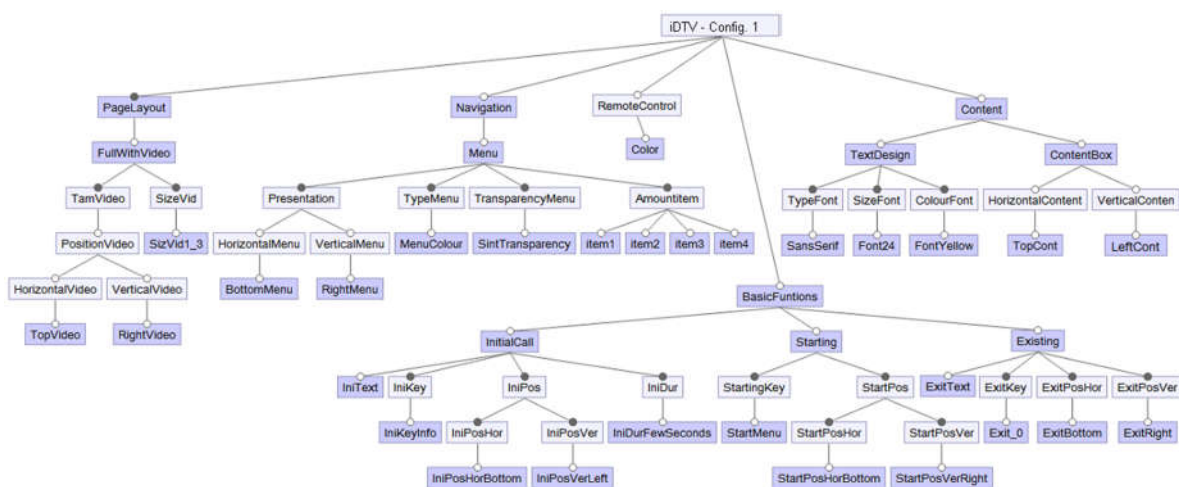 iDTV - Config. 1
PageLayout
Navigation
RemoteControl
Content
FullWithVideo
Menu
Color
TextDesign
ContentBox
TamVideo
SizeVid
Presentation
TypeMenu
TransparencyMenu
AmountItem
TypeFont
SizeFont
ColourFont
HorizontalContent
VerticalConten
PositionVideo
SizVid1_3
HorizontalMenu
VerticalMenu
MenuColour
SintTransparency
item1
item2
item3
item4
SansSerif
Font24
FontYellow
TopCont
LeftCont
HorizontalVideo
VerticalVideo
BottomMenu
RightMenu
BasicFuntions
TopVideo
RightVideo
InitialCall
Starting
Existing
IniText
IniKey
IniPos
IniDur
StartingKey
StartPos
ExitText
ExitKey
ExitPosHor
ExitPosVer
IniKeyInfo
IniPosHor
IniPosVer
IniDurFewSeconds
StartMenu
StartPosHor
StartPosVer
Exit_0
ExitBottom
ExitRight
IniPosHorBottom
IniPosVerLeft
StartPosHorBottom
StartPosVerRight